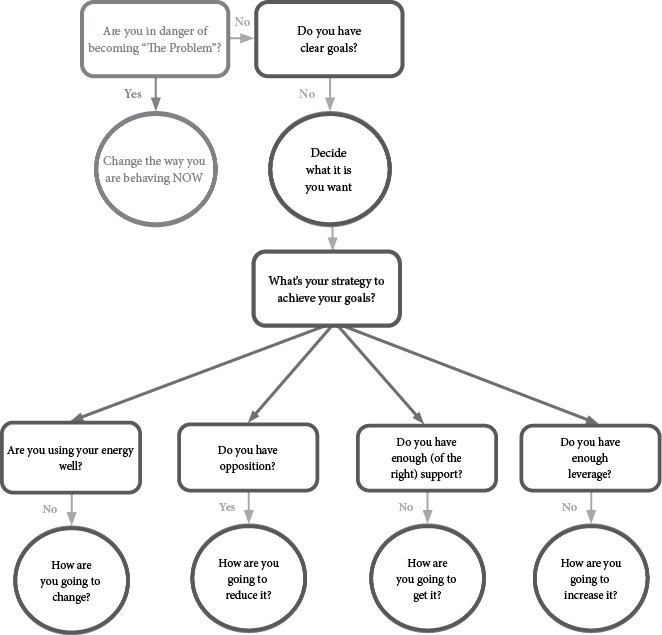 Are you in danger of
becoming “The Problem”?
No
Do you have
clear goals?
Yes
No
Change the way you
are behaving NOW
Decide
what it is
you want
What's your strategy to
achieve your goals?
Are you using your energy
well?
Do you have
opposition?
Do you have
enough (of the
right) support?
Do you have
enough
leverage?
No
Yes
No
No
How are
you going to
change?
How are you
going to
reduce it?
How are
you going to
get it?
How are you
going to
increase it?